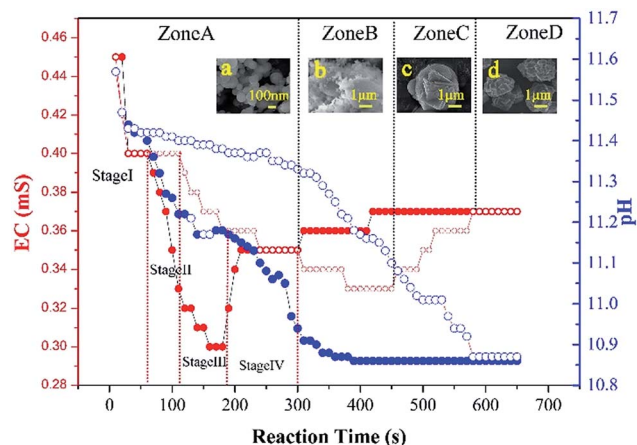 ZoneA ZoneB ZoneC ZoneD
a b c d
100nm 1μm 1μm 1μm
0.46 11.7
0.44 11.6
0.42 11.5
0.40 11.4
0.38 11.3
0.36 11.2
0.34 11.1
0.32 11.0
0.30 10.9
0.28 10.8
EC (mS)
pH
StageI
StageII
StageIII
StageIV
0 100 200 300 400 500 600 700
Reaction Time (s)